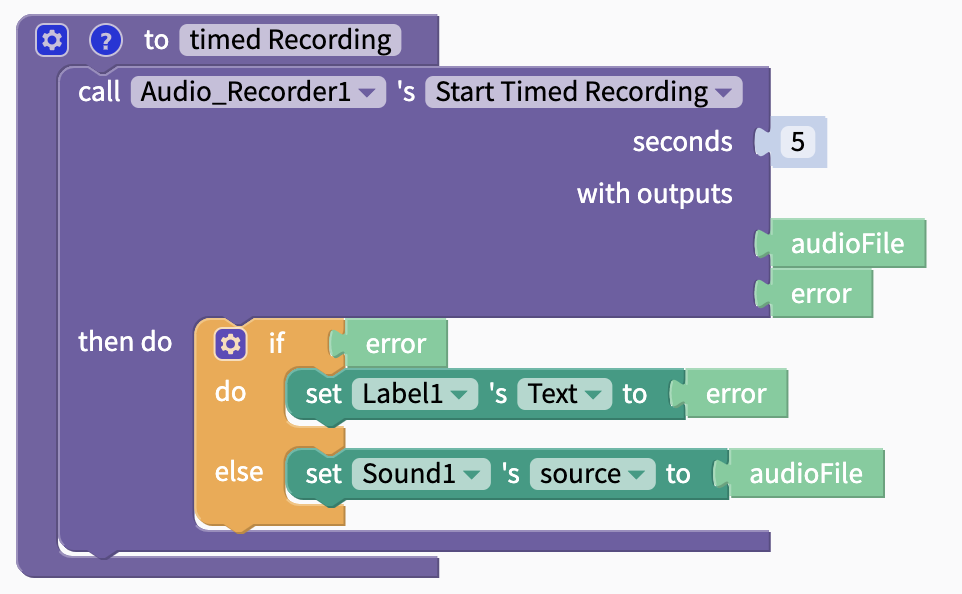 ? to timed Recording
call Audio_Recorder1 's Start Timed Recording
seconds 5
with outputs
audioFile
error
then do if error
do set Label1 's Text to error
else set Sound1 's source to audioFile